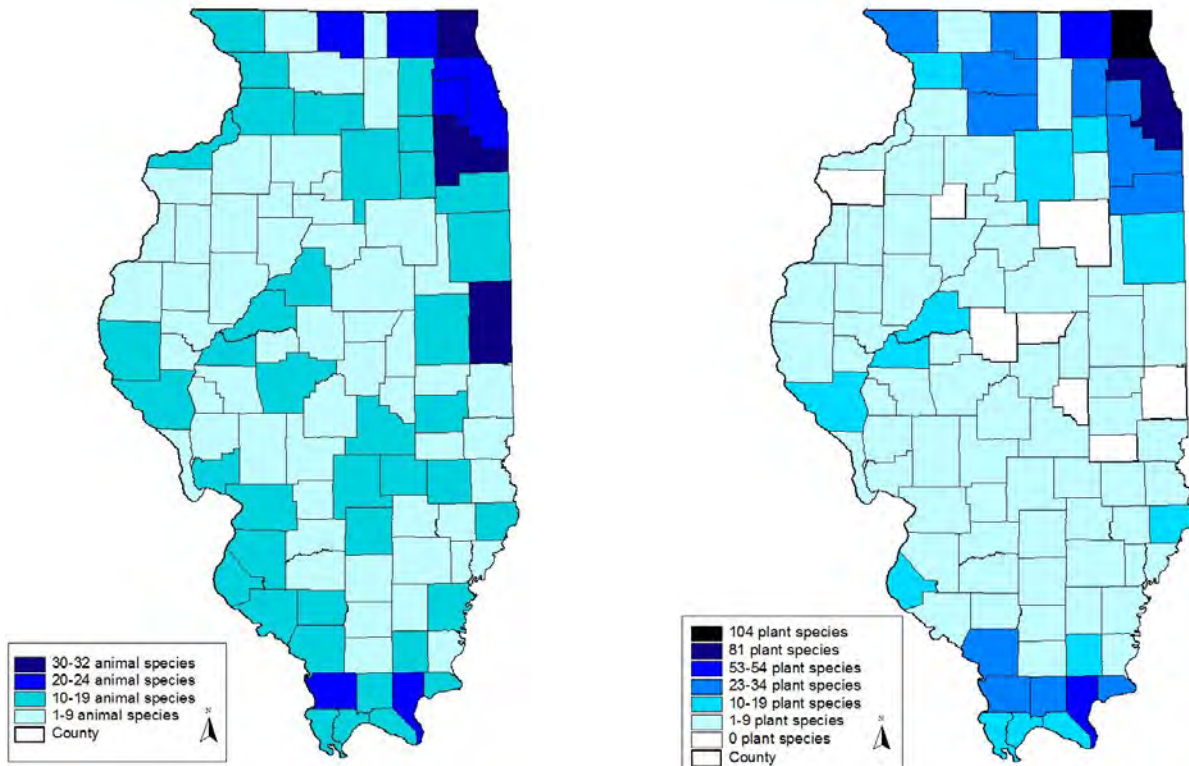 30-32 animal species
20-24 animal species
10-19 animal species
1-9 animal species
County
N
104 plant species
81 plant species
53-54 plant species
23-34 plant species
10-19 plant species
1-9 plant species
0 plant species
County
N